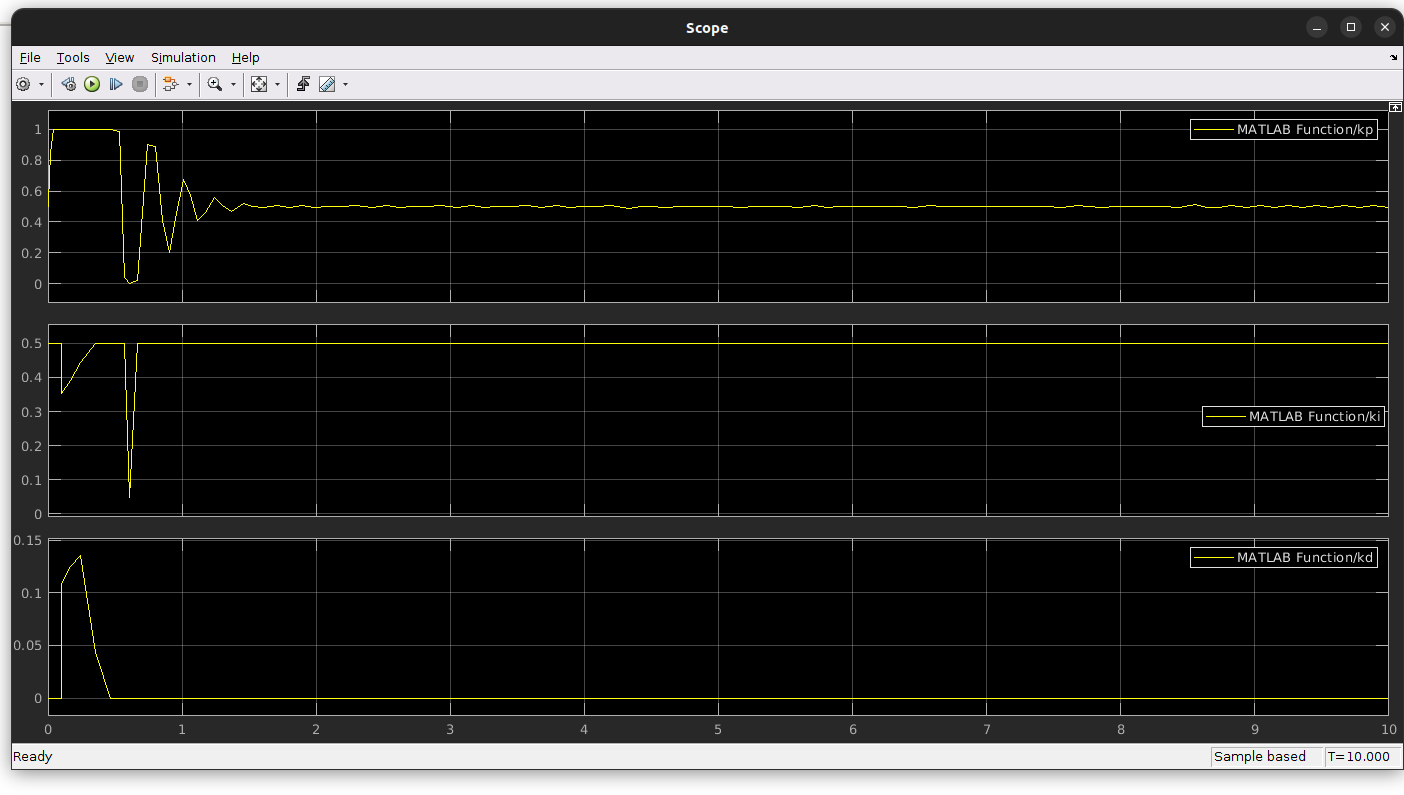 Scope
File Tools View Simulation Help
MATLAB Function/kp
1
0.8
0.6
0.4
0.2
0
MATLAB Function/ki
0.5
0.4
0.3
0.2
0.1
0
MATLAB Function/kd
0.15
0.1
0.05
0
0 1 2 3 4 5 6 7 8 9 10
Ready Sample based T=10.000